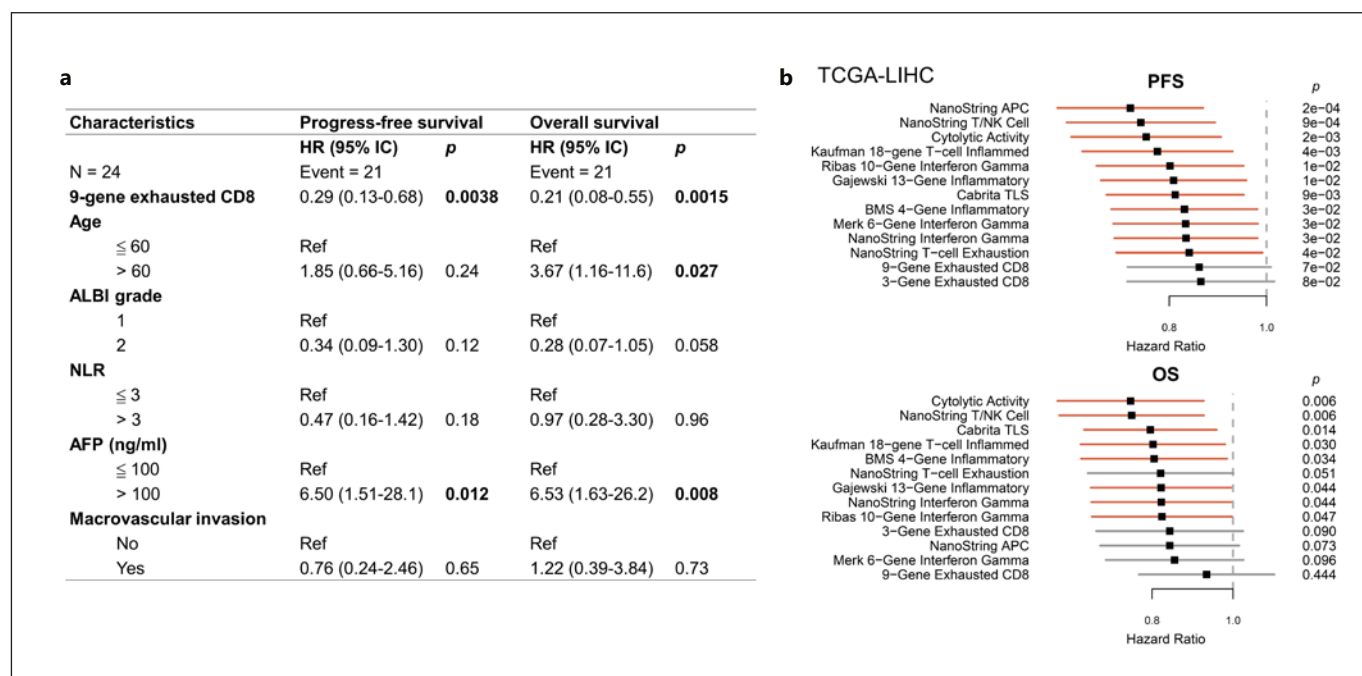 a
Characteristics Progress-free survival Overall survival
HR (95% IC) p HR (95% IC) p
N = 24 Event = 21 Event = 21
9-gene exhausted CD8 0.29 (0.13-0.68) 0.0038 0.21 (0.08-0.55) 0.0015
Age
≦ 60 Ref Ref
> 60 1.85 (0.66-5.16) 0.24 3.67 (1.16-11.6) 0.027
ALBI grade
1 Ref Ref
2 0.34 (0.09-1.30) 0.12 0.28 (0.07-1.05) 0.058
NLR
≦ 3 Ref Ref
> 3 0.47 (0.16-1.42) 0.18 0.97 (0.28-3.30) 0.96
AFP (ng/ml)
≦ 100 Ref Ref
> 100 6.50 (1.51-28.1) 0.012 6.53 (1.63-26.2) 0.008
Macrovascular invasion
No Ref Ref
Yes 0.76 (0.24-2.46) 0.65 1.22 (0.39-3.84) 0.73
b TCGA-LIHC
PFS p
NanoString APC 2e-04
NanoString T/NK Cell 9e-04
Cytolytic Activity 2e-03
Kaufman 18-gene T-cell Inflammed 4e-03
Ribas 10-Gene Interferon Gamma 1e-02
Gajewski 13-Gene Inflammatory 1e-02
Cabrita TLS 9e-03
BMS 4-Gene Inflammatory 3e-02
Merk 6-Gene Interferon Gamma 3e-02
NanoString Interferon Gamma 3e-02
NanoString T-cell Exhaustion 4e-02
9-Gene Exhausted CD8 7e-02
3-Gene Exhausted CD8 8e-02
0.8 1.0
Hazard Ratio
OS p
Cytolytic Activity 0.006
NanoString T/NK Cell 0.006
Cabrita TLS 0.014
Kaufman 18-gene T-cell Inflammed 0.030
BMS 4-Gene Inflammatory 0.034
NanoString T-cell Exhaustion 0.051
Gajewski 13-Gene Inflammatory 0.044
NanoString Interferon Gamma 0.044
Ribas 10-Gene Interferon Gamma 0.047
3-Gene Exhausted CD8 0.090
NanoString APC 0.073
Merk 6-Gene Interferon Gamma 0.096
9-Gene Exhausted CD8 0.444
0.8 1.0
Hazard Ratio